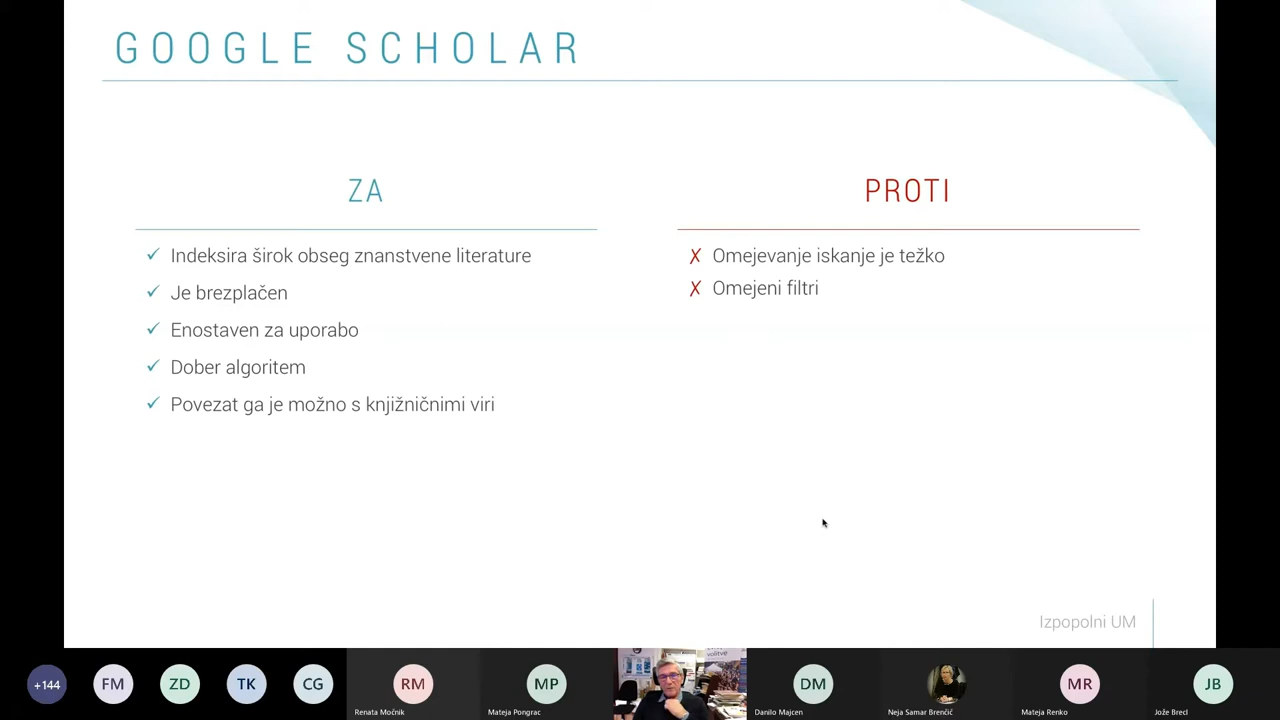 GOOGLE SCHOLAR
ZA
Indeksira širok obseg znanstvene literature
Je brezplačen
Enostaven za uporabo
Dober algoritem
Povezat ga je možno s knjižničnimi viri
PROTI
Omejevanje iskanje je težko
Omejeni filtri
Izpopolni UM
+144
FM
ZD
TK
CG
RM
Renata Močnik
MP
Mateja Pongrac
volitve
DM
Danilo Majcen
Neja Samar Brenčič
MR
Mateja Renko
JB
Jože Brecl